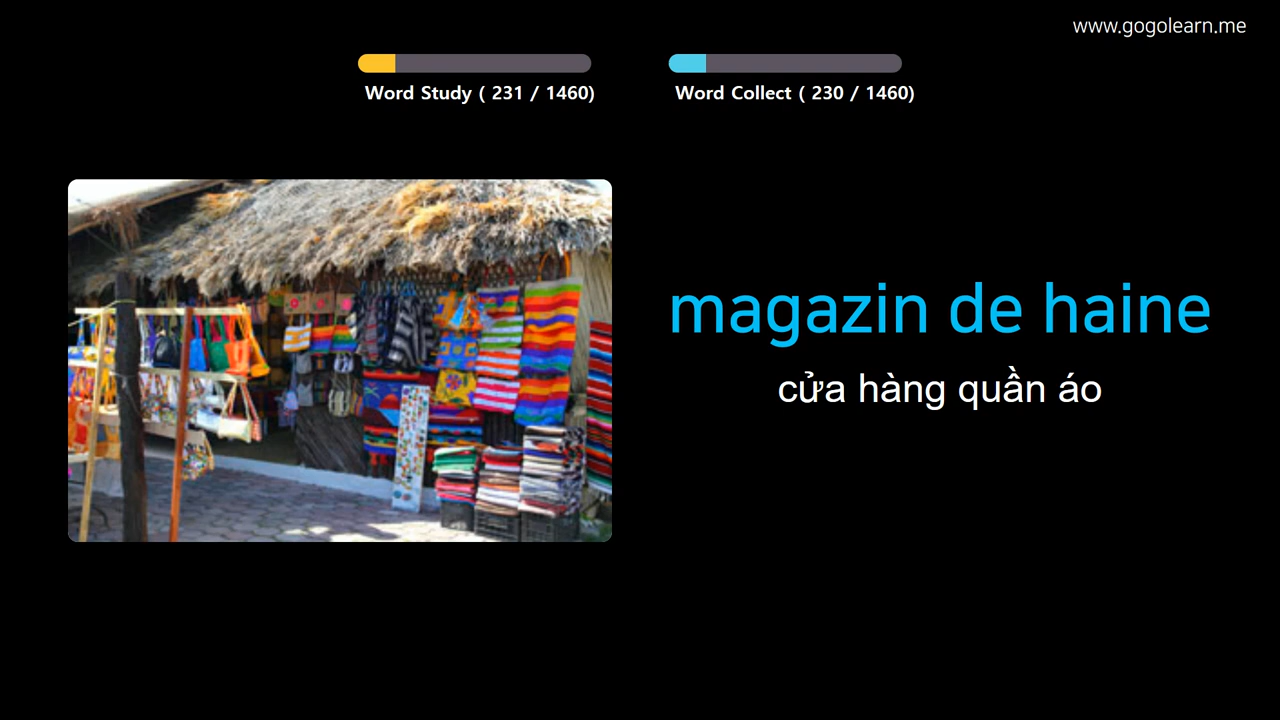 www.gogolearn.me
Word Study ( 231 / 1460)
Word Collect ( 230 / 1460)
magazin de haine
cửa hàng quần áo